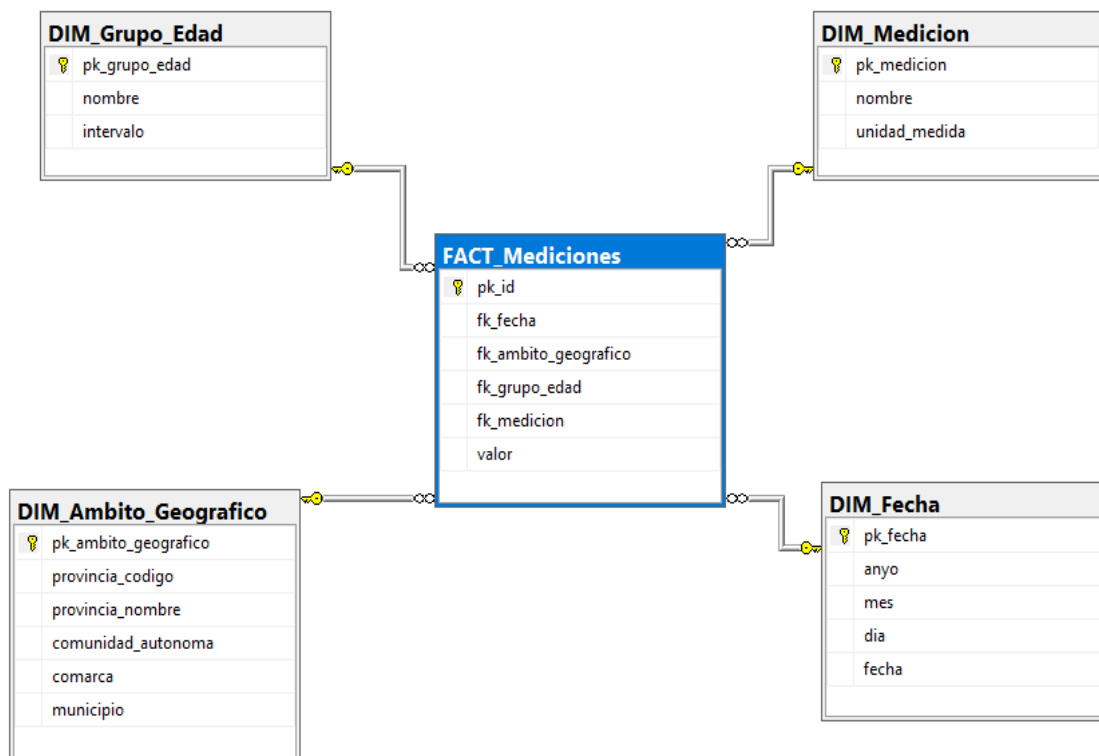 DIM_Grupo_Edad
pk_grupo_edad
nombre
intervalo
DIM_Medicion
pk_medicion
nombre
unidad_medida
FACT_Mediciones
pk_id
fk_fecha
fk_ambito_geografico
fk_grupo_edad
fk_medicion
valor
DIM_Ambito_Geografico
pk_ambito_geografico
provincia_codigo
provincia_nombre
comunidad_autonoma
comarca
municipio
DIM_Fecha
pk_fecha
anyo
mes
dia
fecha